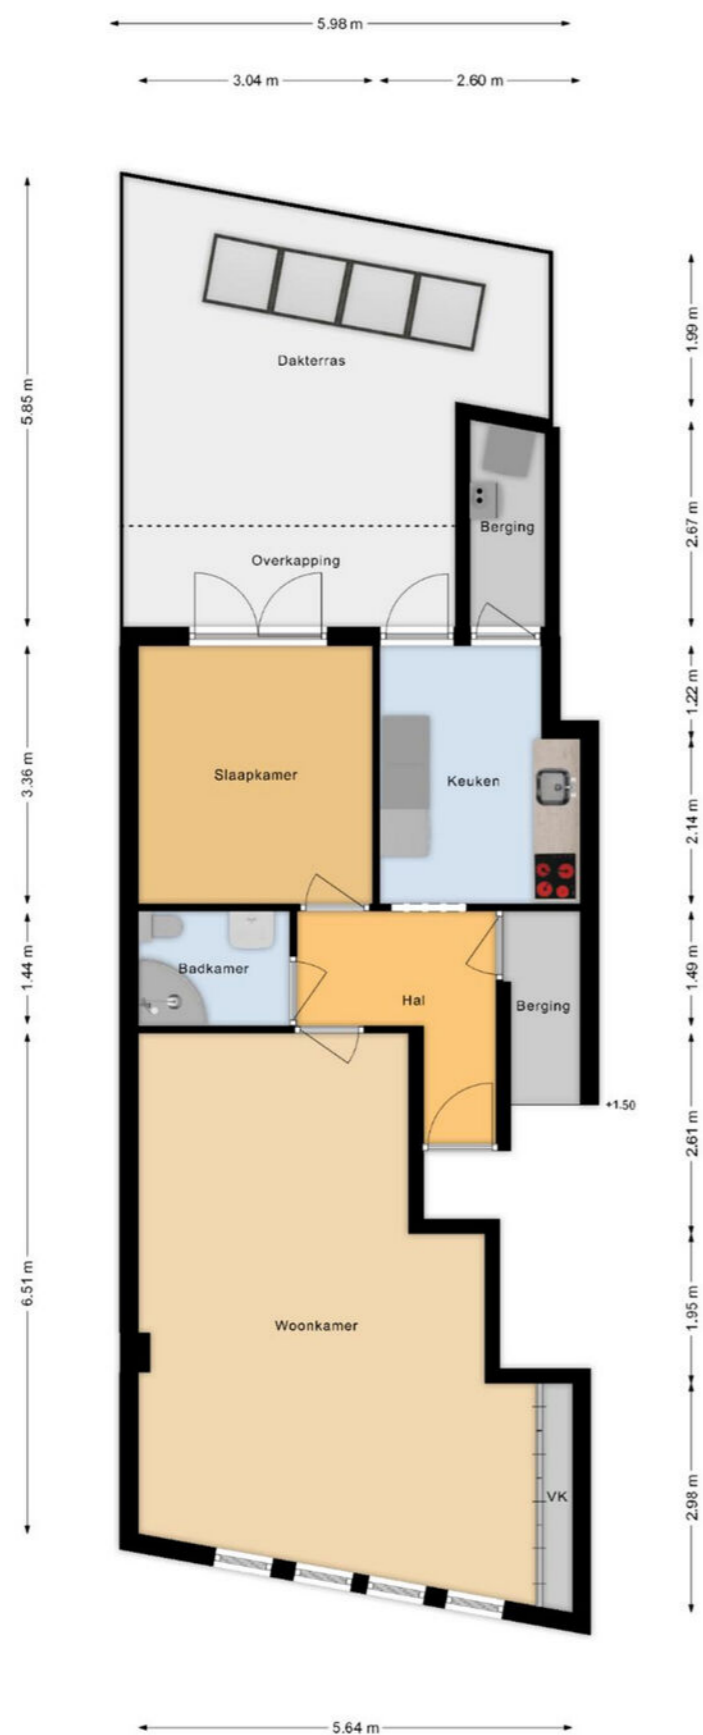 5.98 m
3.04 m
2.60 m
Dakterras
1.99 m
5.85 m
2.67 m
Berging
Overkapping
1.22 m
Slaapkamer
Keuken
3.36 m
2.14 m
Badkamer
1.44 m
1.49 m
Hal
Berging
+1.50
2.61 m
6.51 m
1.95 m
Woonkamer
VK
2.98 m
5.64 m